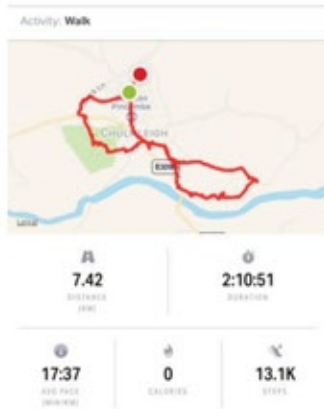 Activity: Walk
CHULMLEIGH
Legal
7.42
2:10:51
DISTANCE
DURATION
(KM)
17:37
0
13.1K
AVG PACE
CALORIES
STEPS
(MIN/KM)